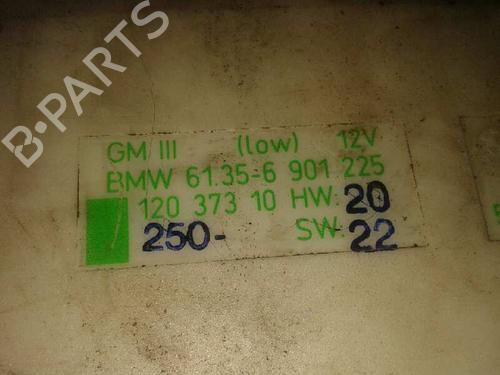 B-PARTS
GM III (low) 12V
BMW 61.35-6 901 225
120 373 10 HW: 20
250- SW: 22